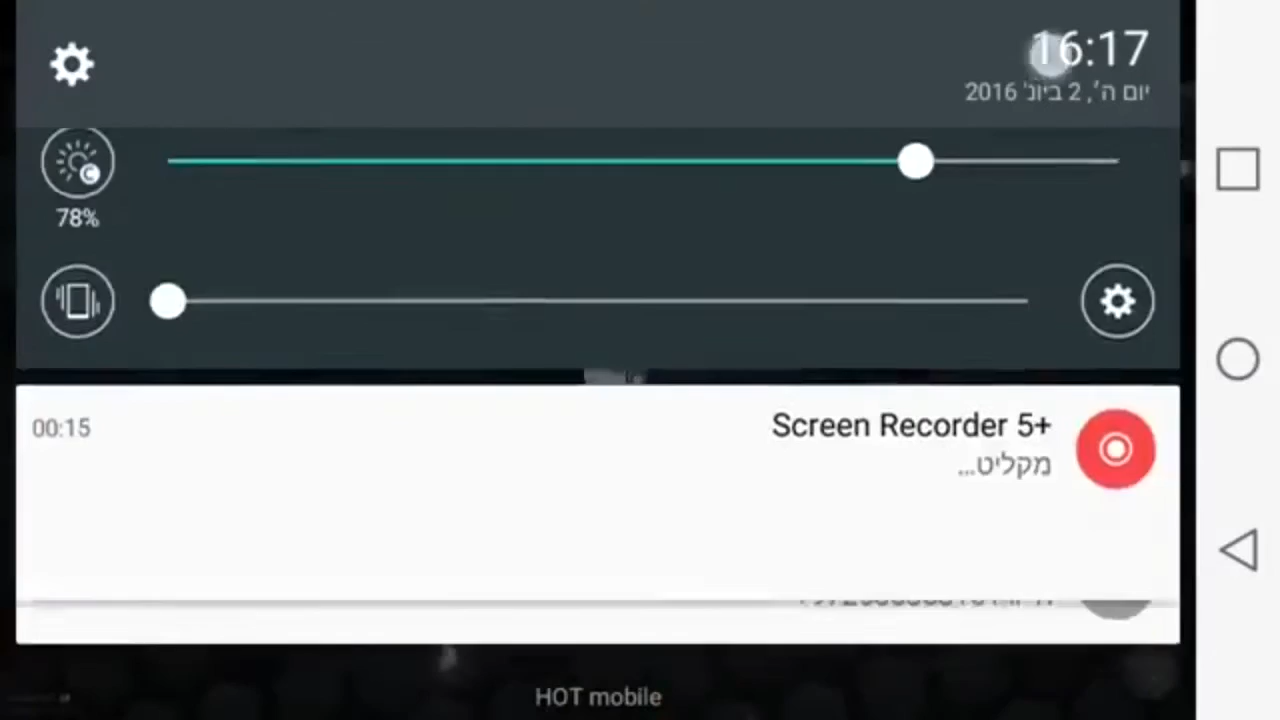 16:17
יום ה׳, 2 ביונ׳ 2016
78%
Screen Recorder 5+
00:15
מקליט...
HOT mobile